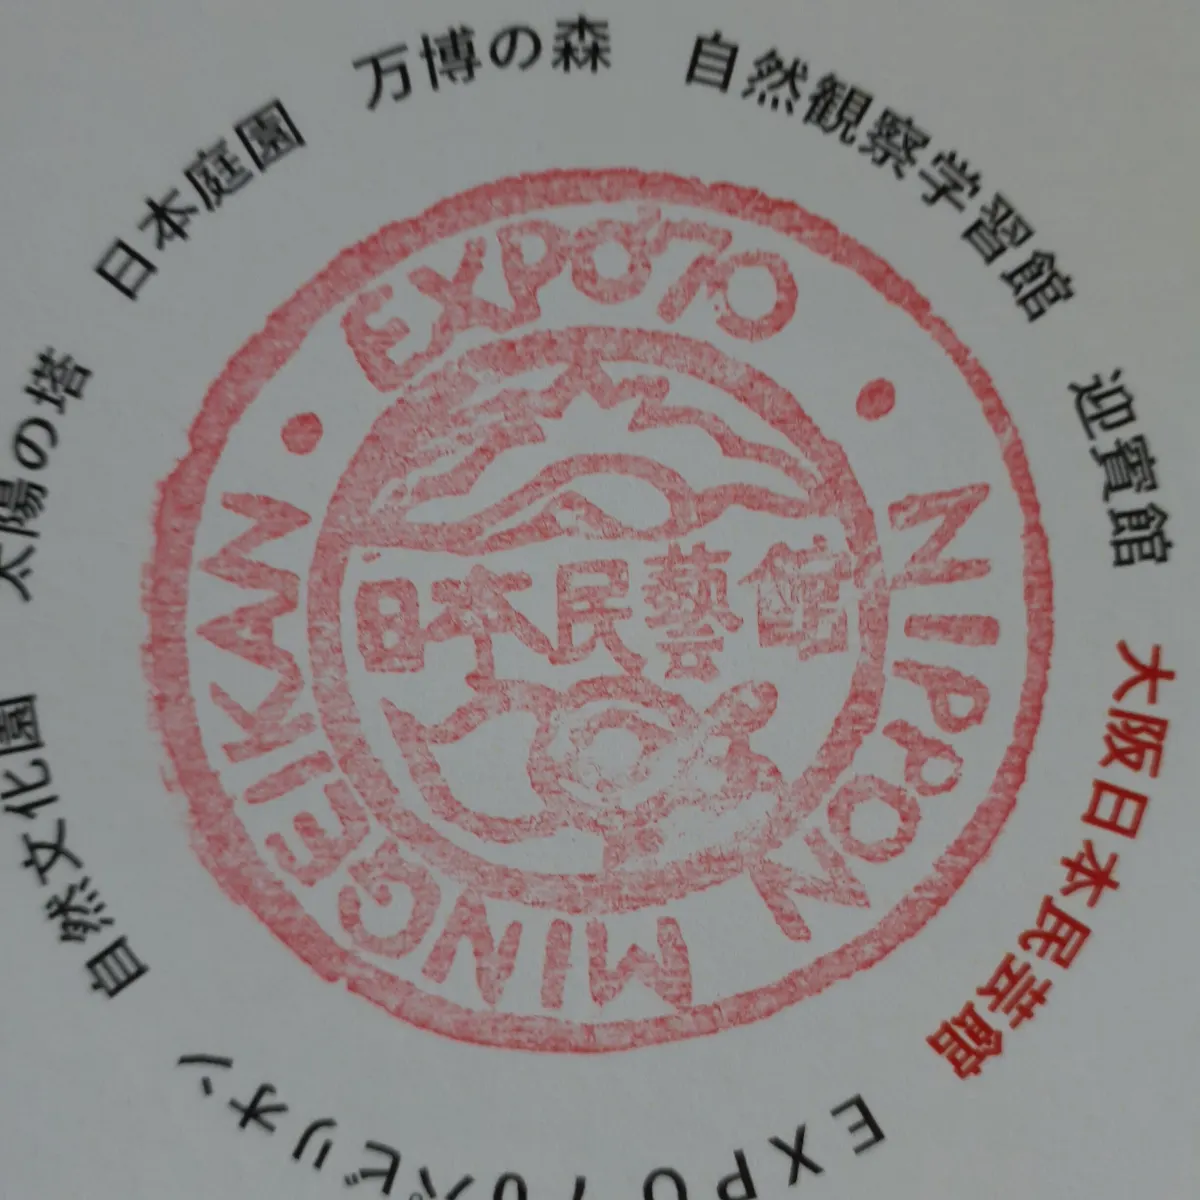 万博の森
自然観察学習館
迎賓館
大阪日本民芸館
EXPO'70パビリオン
自然文化園
太陽の塔
日本庭園
EXPO'70
NIPPON MINGEIKAN
日本民藝館